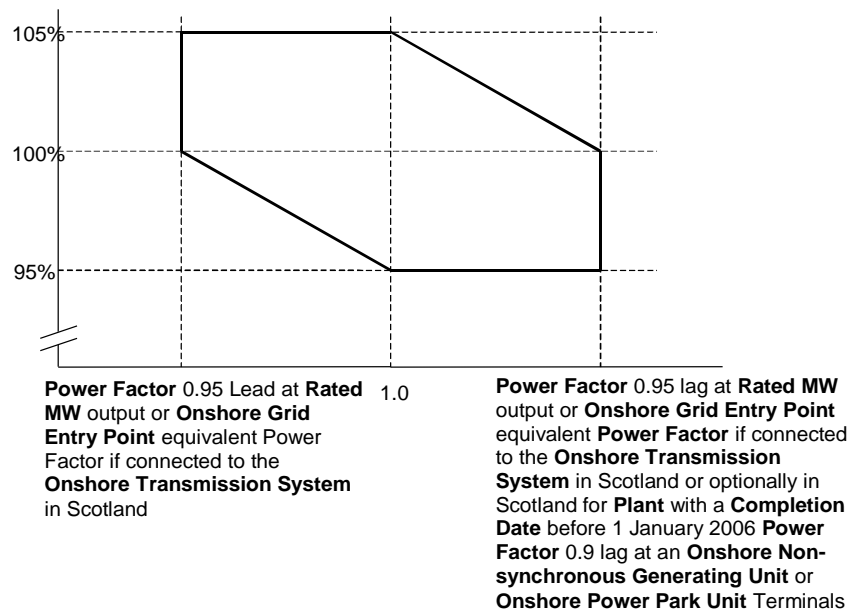 105%
100%
95%
Power Factor 0.95 Lead at Rated
MW output or Onshore Grid
Entry Point equivalent Power
Factor if connected to the
Onshore Transmission System
in Scotland
1.0
Power Factor 0.95 lag at Rated MW
output or Onshore Grid Entry Point
equivalent Power Factor if connected
to the Onshore Transmission
System in Scotland or optionally in
Scotland for Plant with a Completion
Date before 1 January 2006 Power
Factor 0.9 lag at an Onshore Non-
synchronous Generating Unit or
Onshore Power Park Unit Terminals